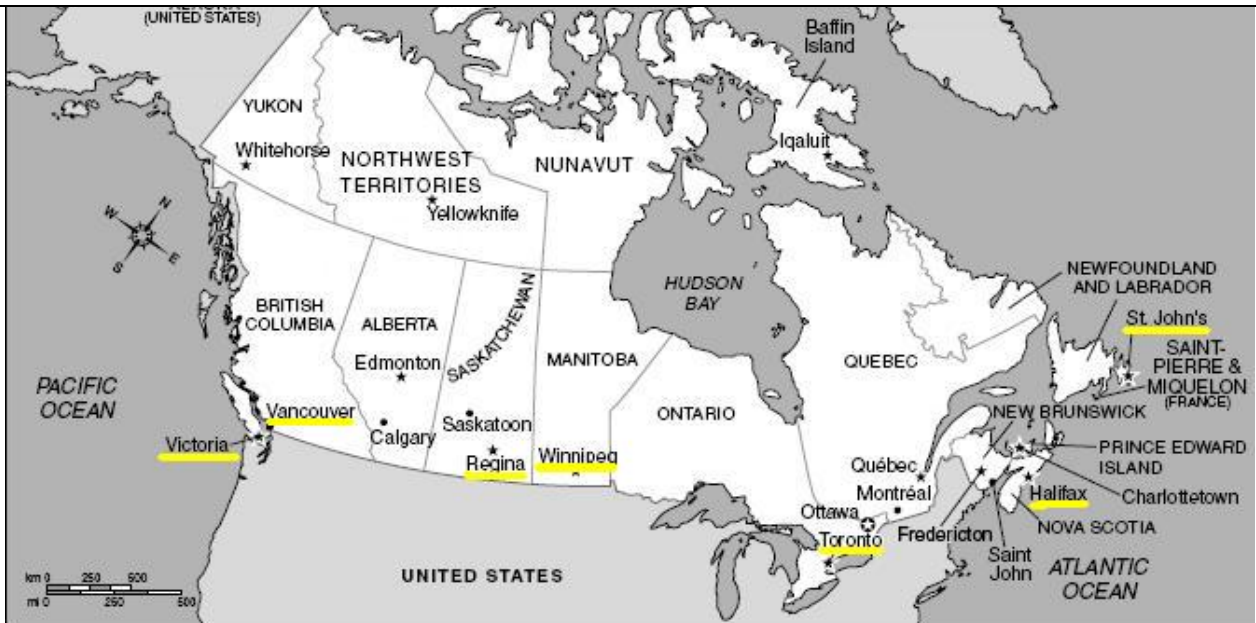 ALASKA
(UNITED STATES)
Baffin
Island
YUKON
Whitehorse
NORTHWEST
TERRITORIES
Yellowknife
NUNAVUT
Iqaluit
N
W
E
S
HUDSON
BAY
NEWFOUNDLAND
AND LABRADOR
St. John's
SAINT-
PIERRE &
MIQUELON
(FRANCE)
BRITISH
COLUMBIA
ALBERTA
Edmonton
SASKATCHEWAN
MANITOBA
QUEBEC
ONTARIO
PACIFIC
OCEAN
Vancouver
Victoria
Calgary
Saskatoon
Regina
Winnipeg
NEW BRUNSWICK
PRINCE EDWARD
ISLAND
Québec
Montréal
Charlottetown
Halifax
Ottawa
Toronto
Fredericton
NOVA SCOTIA
Saint
John
ATLANTIC
OCEAN
UNITED STATES
km 0 250 500
mi 0 250 500